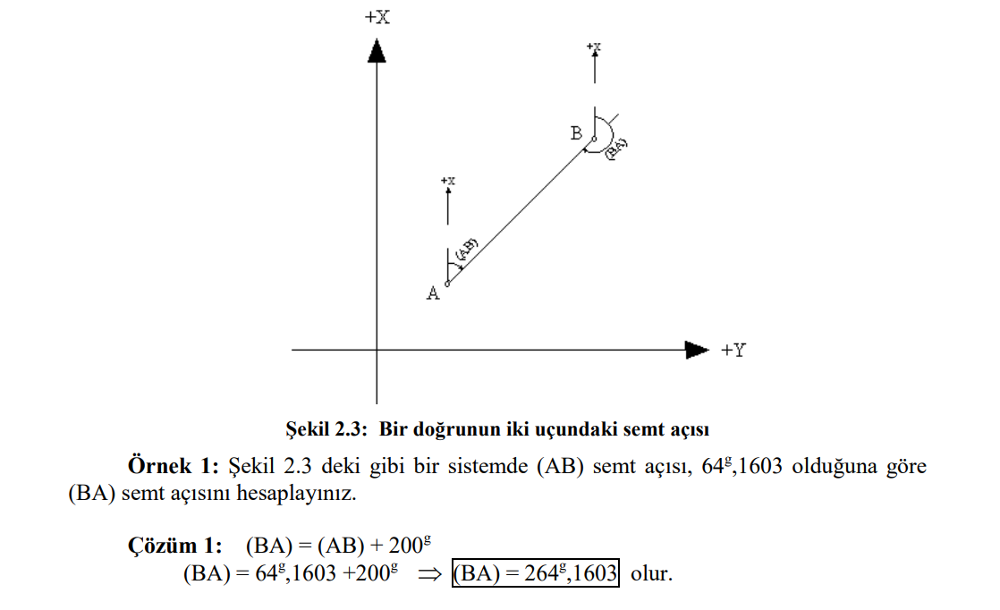 +X
+X
B
(BA)
+X
(AB)
A
+Y
Şekil 2.3: Bir doğrunun iki uçundaki semt açısı
Örnek 1: Şekil 2.3 deki gibi bir sistemde (AB) semt açısı, 64ᵍ,1603 olduğuna göre
(BA) semt açısını hesaplayınız.
Çözüm 1: (BA) = (AB) + 200ᵍ
(BA) = 64ᵍ,1603 +200ᵍ ⇒ (BA) = 264ᵍ,1603 olur.